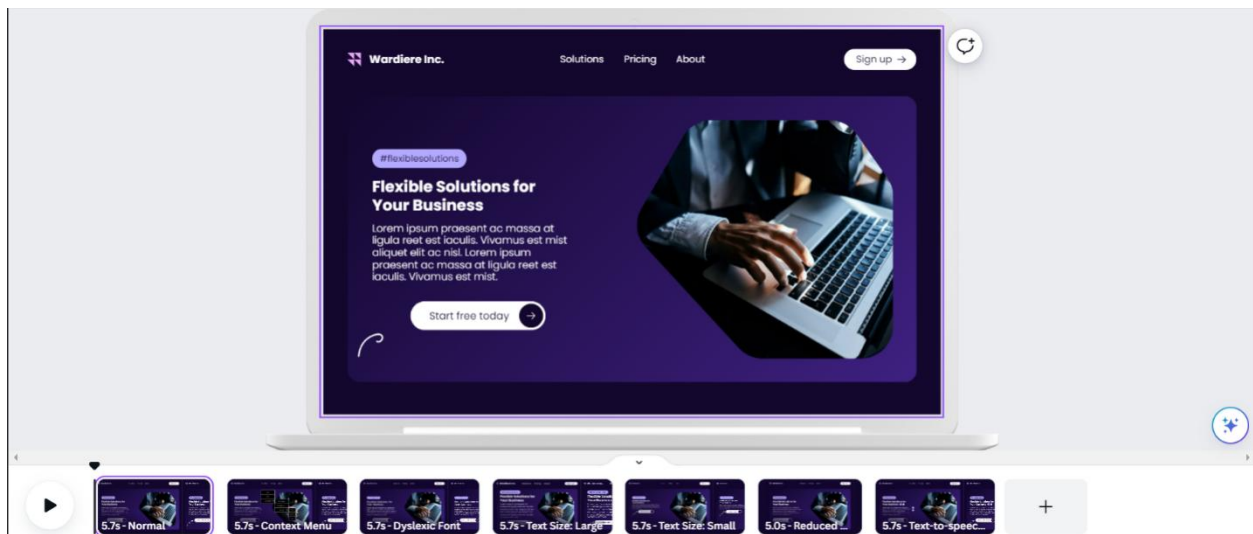 Wardiere Inc.
Solutions
Pricing
About
Sign up
#flexiblesolutions
Flexible Solutions for
Your Business
Lorem ipsum praesent ac massa at
ligula reet est iaculis. Vivamus est mist
aliquet elit ac nisl. Lorem ipsum
praesent ac massa at ligula reet est
iaculis. Vivamus est mist.
Start free today
5.7s - Normal
5.7s - Context Menu
5.7s - Dyslexic Font
5.7s - Text Size: Large
5.7s - Text Size: Small
5.0s - Reduced ...
5.7s - Text-to-speec...